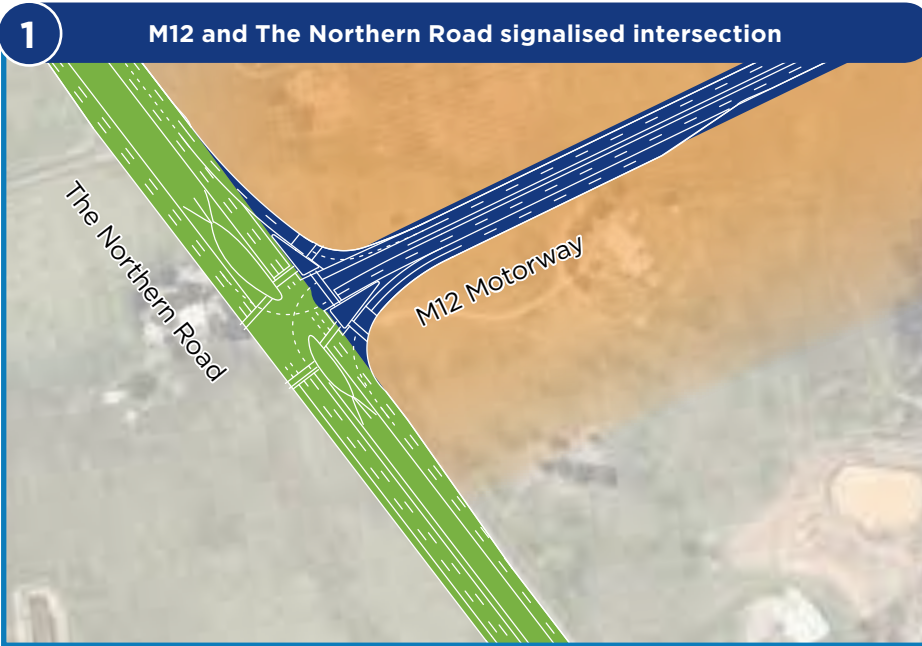 1
M12 and The Northern Road signalised intersection
The Northern Road
M12 Motorway